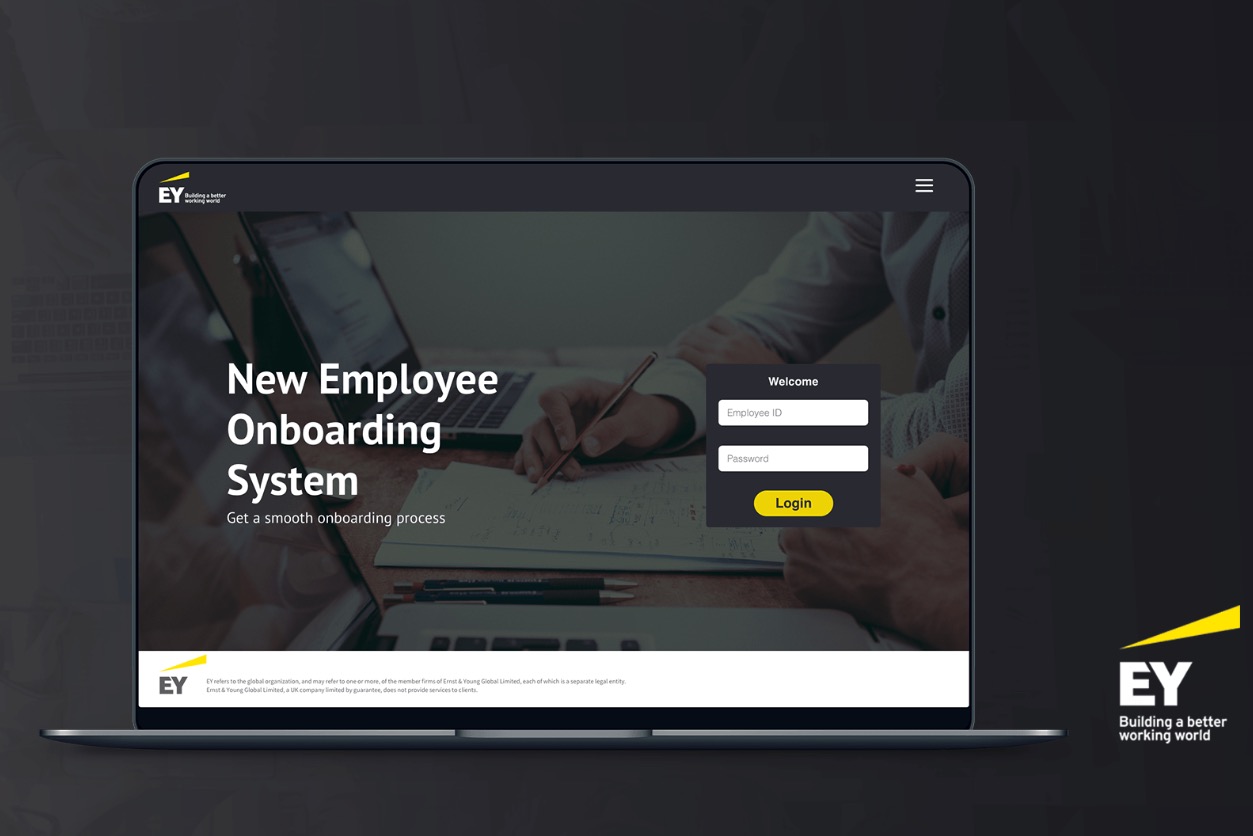 EY
Building a better
working world
New Employee
Onboarding
System
Get a smooth onboarding process
Welcome
Employee ID
Password
Login
EY
EY refers to the global organization, and may refer to one or more, of the member firms of Ernst & Young Global Limited, each of which is a separate legal entity.
Ernst & Young Global Limited, a UK company limited by guarantee, does not provide services to clients.
EY
Building a better
working world